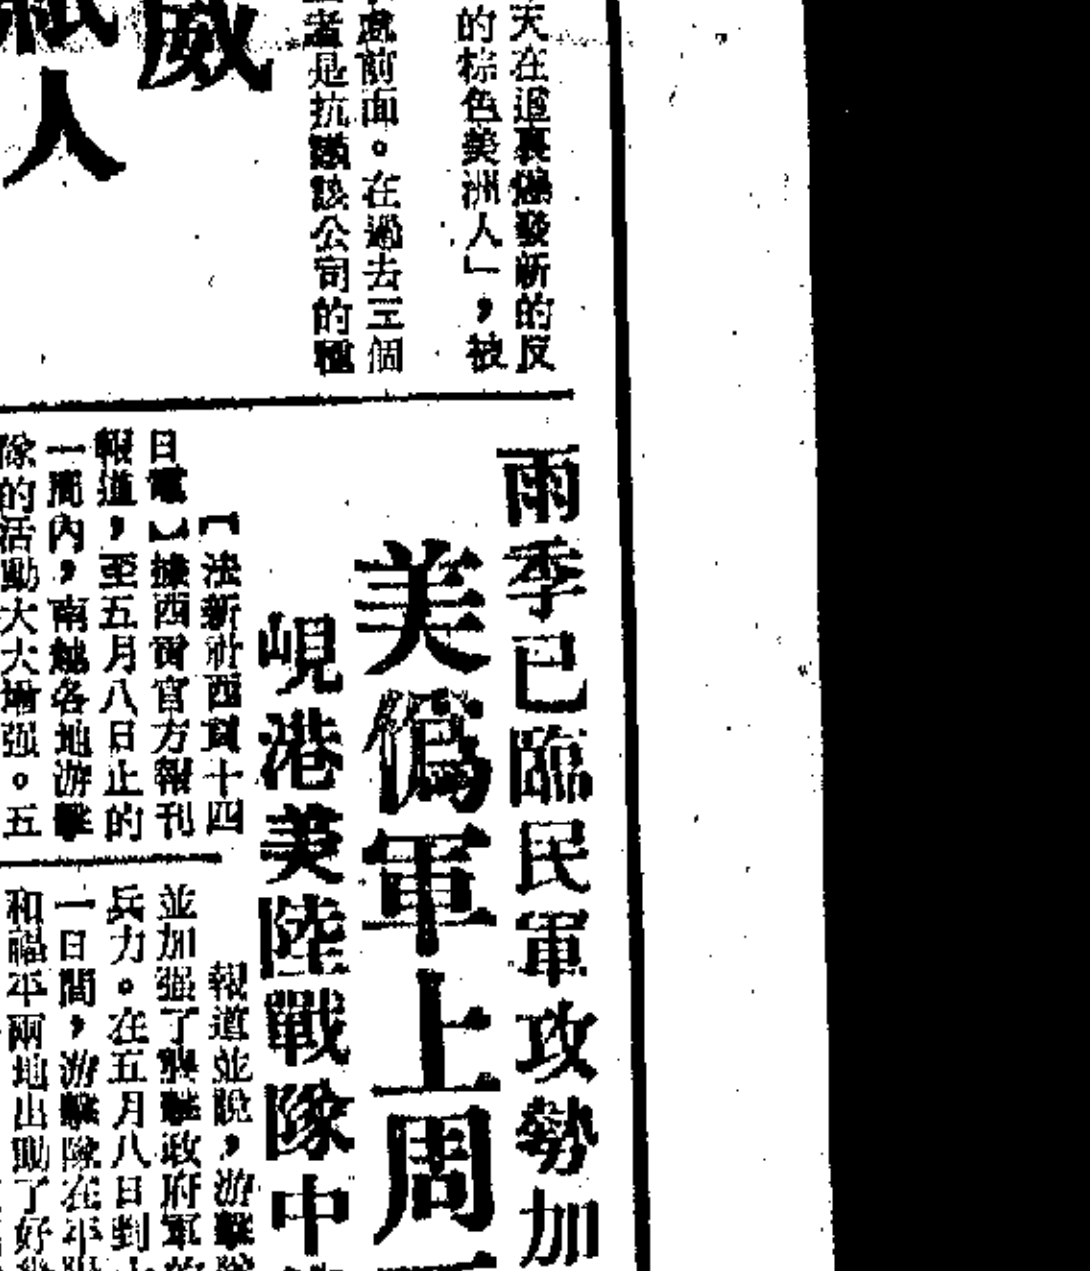 天在這裏爆發新的反
的棕色美洲人」，被
處前面。在過去三個
者是抗議該公司的種
威
紙人
雨季已臨民軍攻勢加
美偽軍上周
峴港美陸戰隊中
【法新社西貢十四
日電】據西貢官方報刊
報道，至五月八日止的
一周內，南越各地游擊
隊的活動大大增强。五
報道並說，游擊隊
並加强了襲擊政府軍的
兵力。在五月八日到
一日間，游擊隊在平
和福平兩地出動了好幾